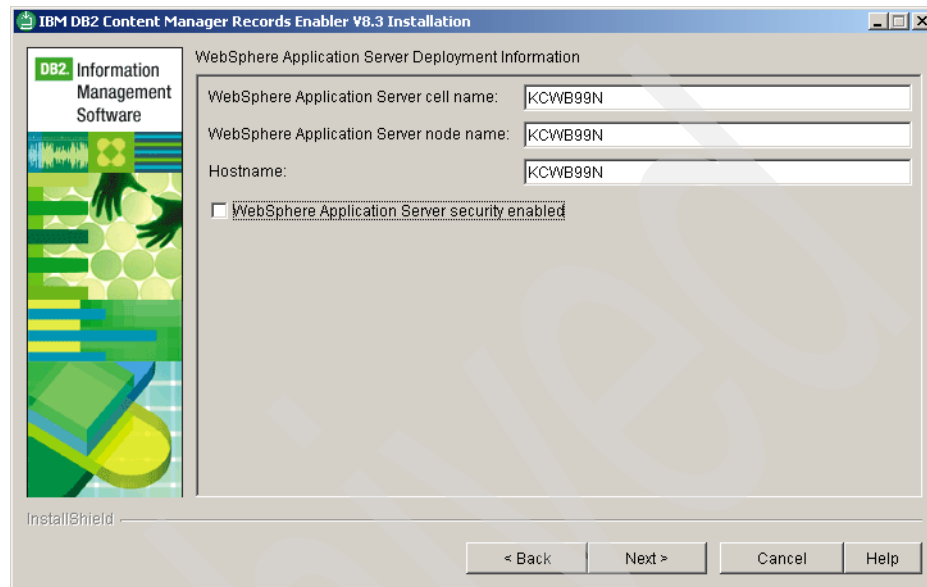 IBM DB2 Content Manager Records Enabler V8.3 Installation
DB2. Information
Management
Software
WebSphere Application Server Deployment Information
WebSphere Application Server cell name: KCWB99N
WebSphere Application Server node name: KCWB99N
Hostname: KCWB99N
WebSphere Application Server security enabled
InstallShield
< Back Next > Cancel Help